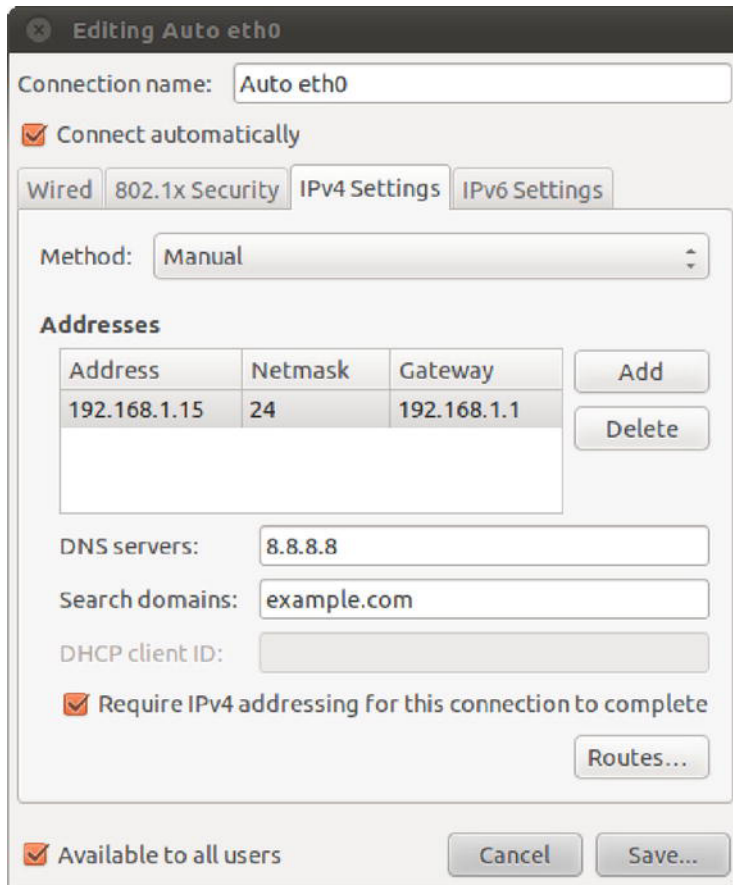 Editing Auto eth0
Connection name: Auto eth0
Connect automatically
Wired 802.1x Security IPv4 Settings IPv6 Settings
Method: Manual
Addresses
Address Netmask Gateway Add
192.168.1.15 24 192.168.1.1
Delete
DNS servers: 8.8.8.8
Search domains: example.com
DHCP client ID:
Require IPv4 addressing for this connection to complete
Routes...
Available to all users Cancel Save...